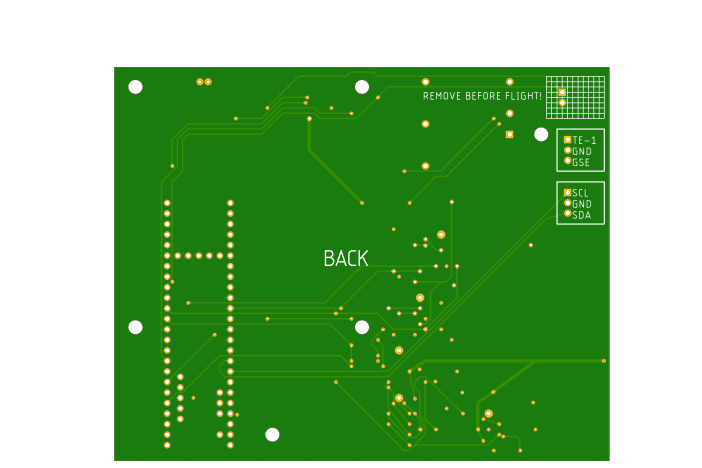 REMOVE BEFORE FLIGHT!
TE-1
GND
GSE
SCL
GND
SDA
BACK